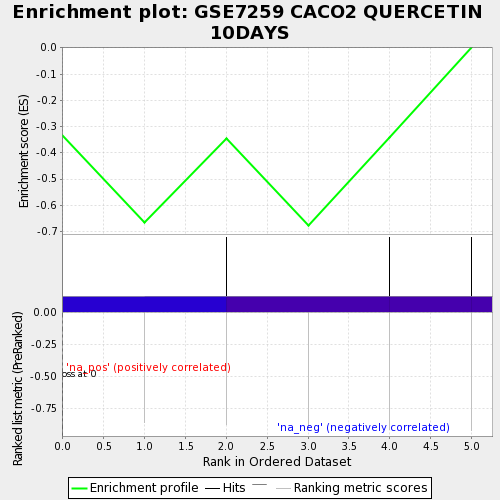 Enrichment plot: GSE7259 CACO2 QUERCETIN
10DAYS
Enrichment score (ES)
0.0
-0.1
-0.2
-0.3
-0.4
-0.5
-0.6
-0.7
Ranked list metric (PreRanked)
0.00
-0.25
-0.50
-0.75
'na_pos' (positively correlated)
oss at 0
'na_neg' (negatively correlated)
0.0 0.5 1.0 1.5 2.0 2.5 3.0 3.5 4.0 4.5 5.0
Rank in Ordered Dataset
Enrichment profile Hits Ranking metric scores